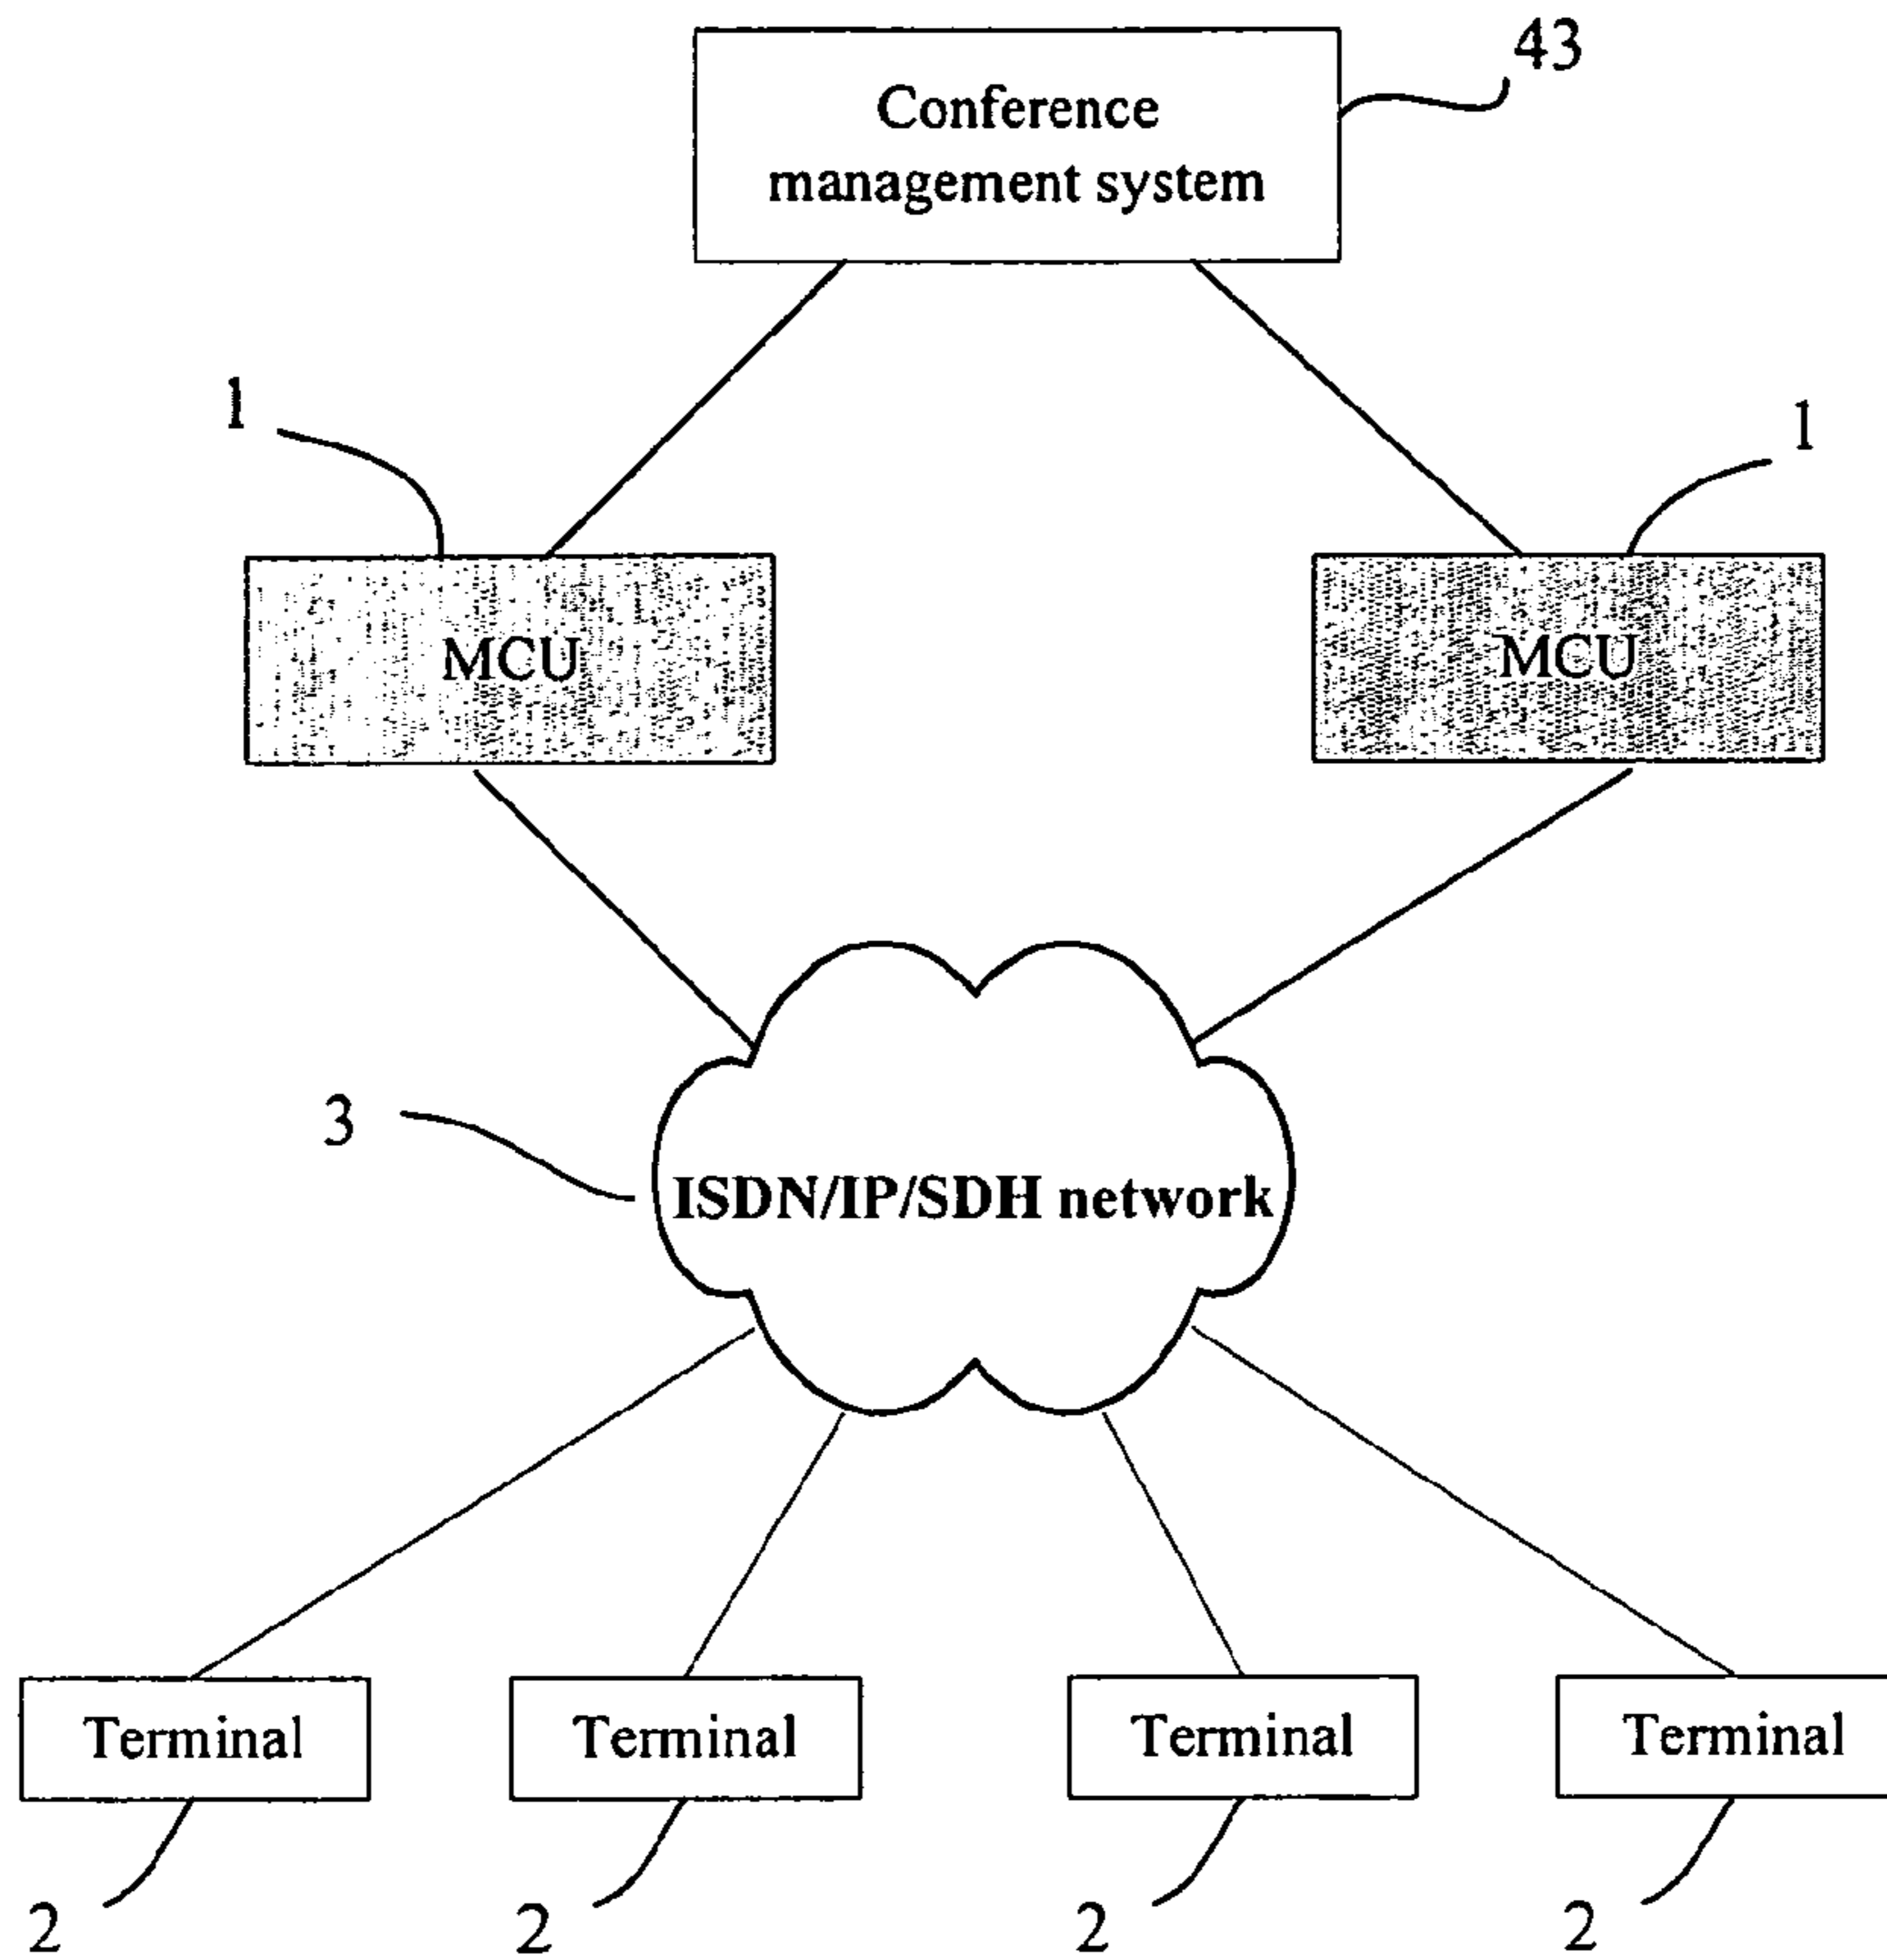 43
Conference
management system
1
1
MCU
MCU
3
ISDN/IP/SDH network
Terminal
Terminal
Terminal
Terminal
2
2
2
2